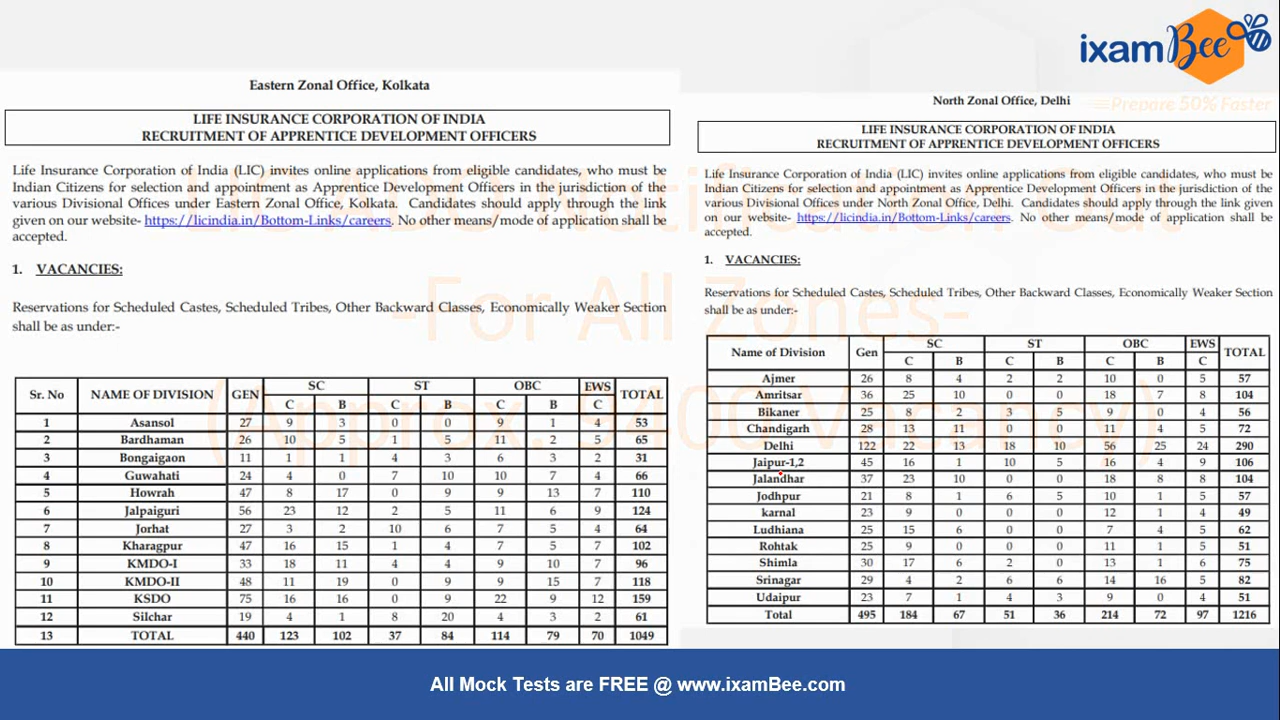 ixamBee
Prepare 50% Faster
Eastern Zonal Office, Kolkata
LIFE INSURANCE CORPORATION OF INDIA
RECRUITMENT OF APPRENTICE DEVELOPMENT OFFICERS
Life Insurance Corporation of India (LIC) invites online applications from eligible candidates, who must be
Indian Citizens for selection and appointment as Apprentice Development Officers in the jurisdiction of the
various Divisional Offices under Eastern Zonal Office, Kolkata. Candidates should apply through the link
given on our website- https://licindia.in/Bottom-Links/careers. No other means/mode of application shall be
accepted.
1. VACANCIES:
Reservations for Scheduled Castes, Scheduled Tribes, Other Backward Classes, Economically Weaker Section
shall be as under:-
Sr. No NAME OF DIVISION GEN SC ST OBC EWS TOTAL
C B C B C B C
1 Asansol 27 9 3 0 0 9 1 4 53
2 Bardhaman 26 10 5 1 5 11 2 5 65
3 Bongaigaon 11 1 1 4 3 6 3 2 31
4 Guwahati 24 4 0 7 10 10 7 4 66
5 Howrah 47 8 17 0 9 9 13 7 110
6 Jalpaiguri 56 23 12 2 5 11 6 9 124
7 Jorhat 27 3 2 10 6 7 5 4 64
8 Kharagpur 47 16 15 1 4 7 5 7 102
9 KMDO-I 33 18 11 4 4 9 10 7 96
10 KMDO-II 48 11 19 0 9 9 15 7 118
11 KSDO 75 16 16 0 9 22 9 12 159
12 Silchar 19 4 1 8 20 4 3 2 61
13 TOTAL 440 123 102 37 84 114 79 70 1049
North Zonal Office, Delhi
LIFE INSURANCE CORPORATION OF INDIA
RECRUITMENT OF APPRENTICE DEVELOPMENT OFFICERS
Life Insurance Corporation of India (LIC) invites online applications from eligible candidates, who must be
Indian Citizens for selection and appointment as Apprentice Development Officers in the jurisdiction of the
various Divisional Offices under North Zonal Office, Delhi. Candidates should apply through the link given
on our website- https://licindia.in/Bottom-Links/careers. No other means/mode of application shall be
accepted.
1. VACANCIES:
Reservations for Scheduled Castes, Scheduled Tribes, Other Backward Classes, Economically Weaker Section
shall be as under:-
Name of Division Gen SC ST OBC EWS TOTAL
C B C B C B C
Ajmer 26 8 4 2 2 10 0 5 57
Amritsar 36 25 10 0 0 18 7 8 104
Bikaner 25 8 2 3 5 9 0 4 56
Chandigarh 28 13 11 0 0 11 4 5 72
Delhi 122 22 13 18 10 56 25 24 290
Jaipur-1,2 45 16 1 10 5 16 4 9 106
Jalandhar 37 23 10 0 0 18 8 8 104
Jodhpur 21 8 1 6 5 10 1 5 57
karnal 23 9 0 0 0 12 1 4 49
Ludhiana 25 15 6 0 0 7 4 5 62
Rohtak 25 9 0 0 0 11 1 5 51
Shimla 30 17 6 2 0 13 1 6 75
Srinagar 29 4 2 6 6 14 16 5 82
Udaipur 23 7 1 4 3 9 0 4 51
Total 495 184 67 51 36 214 72 97 1216
-For All Zones-
(Approx. 9400 Vacancy)
All Mock Tests are FREE @ www.ixamBee.com